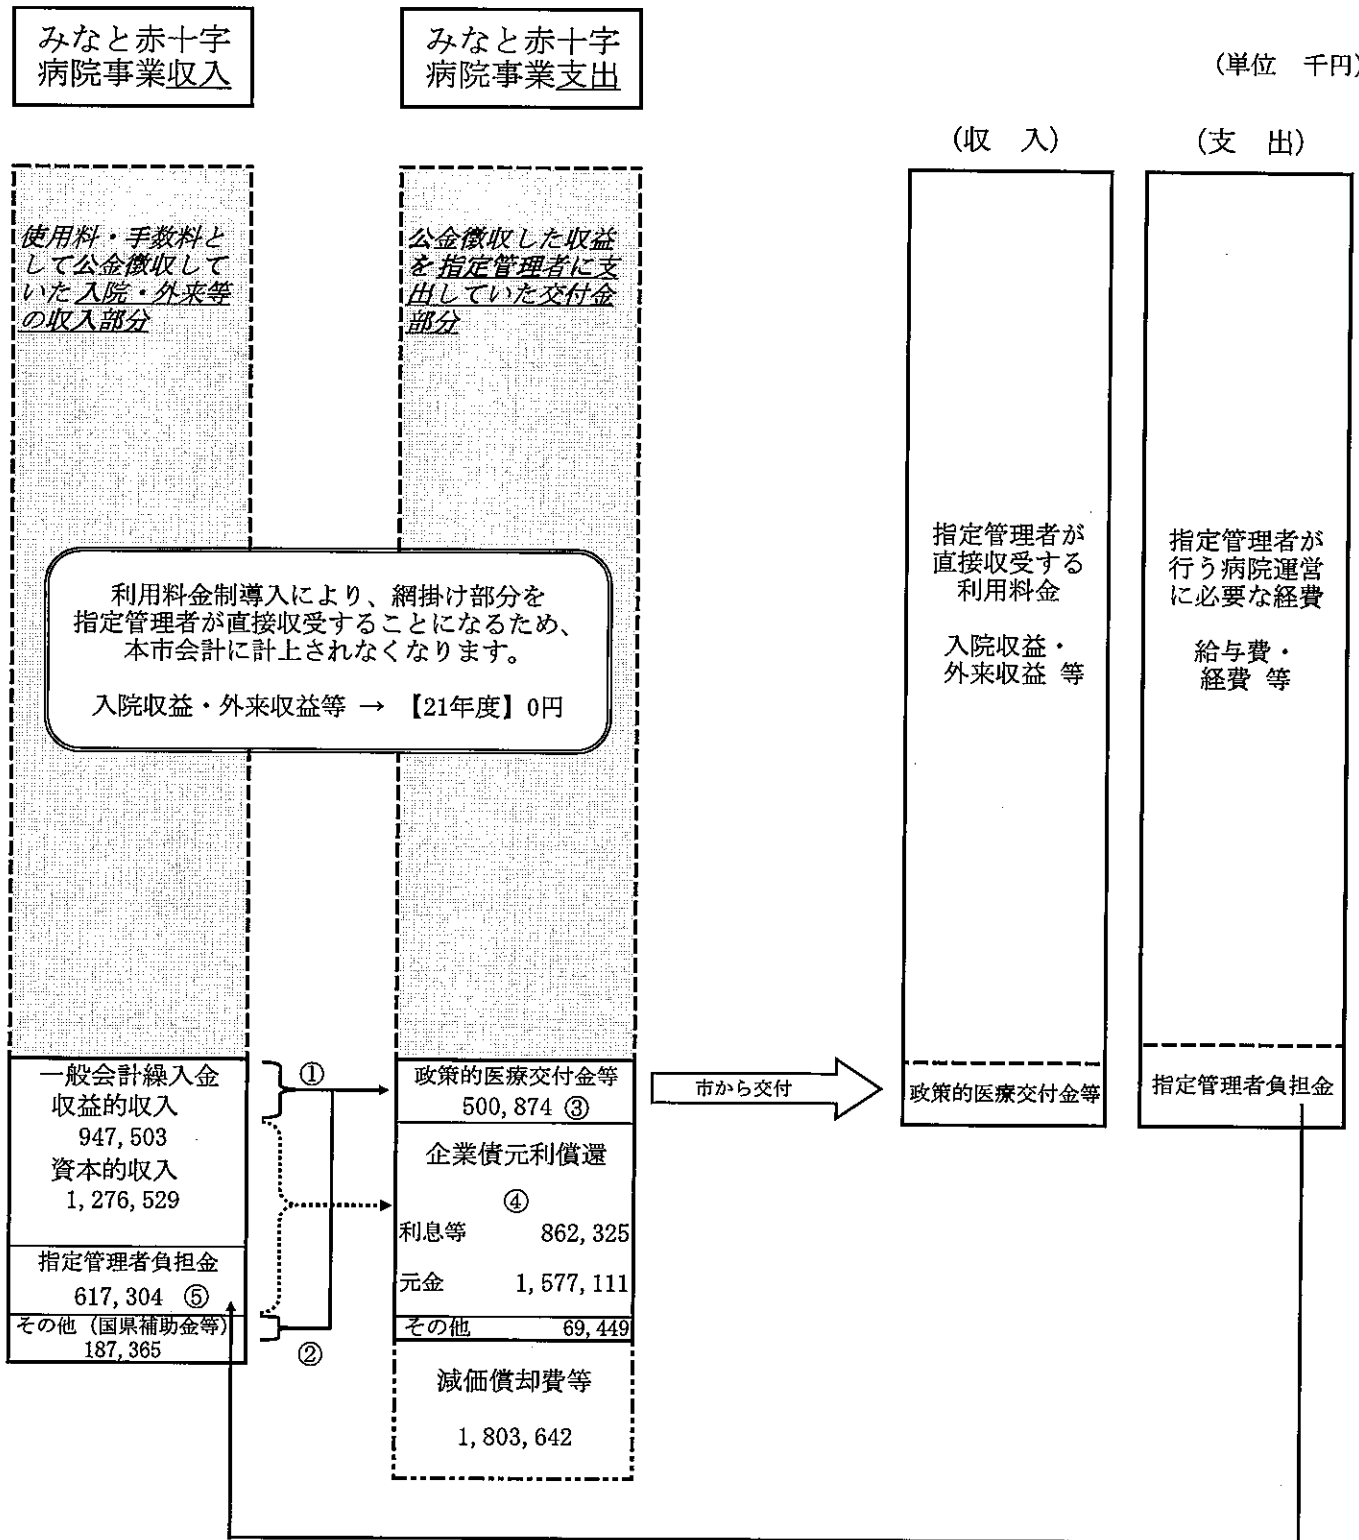 みなと赤十字
病院事業収入
みなと赤十字
病院事業支出
(単位　千円)
(収　入)
(支　出)
使用料・手数料と
して公金徴収して
いた入院・外来等
の収入部分
公金徴収した収益
を指定管理者に支
出していた交付金
部分
利用料金制導入により、網掛け部分を
指定管理者が直接収受することになるため、
本市会計に計上されなくなります。
入院収益・外来収益等 → 【21年度】0円
指定管理者が
直接収受する
利用料金
入院収益・
外来収益 等
指定管理者が
行う病院運営
に必要な経費
給与費・
経費 等
一般会計繰入金
収益的収入
947,503
資本的収入
1,276,529
指定管理者負担金
617,304 ⑤
その他（国県補助金等）
187,365
①
②
政策的医療交付金等
500,874 ③
企業債元利償還
④
利息等 862,325
元金 1,577,111
その他 69,449
減価償却費等
1,803,642
市から交付
政策的医療交付金等
指定管理者負担金